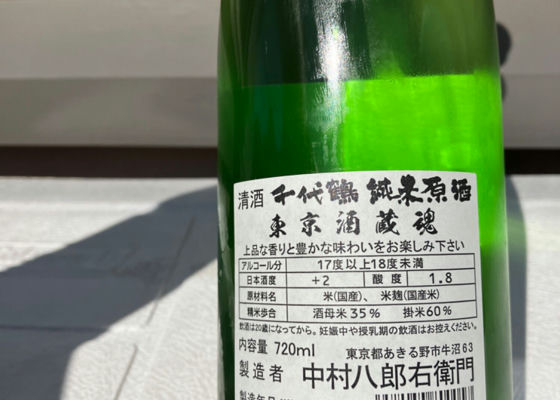 清酒 千代鶴 純米原酒
東京酒蔵魂
上品な香りと豊かな味わいをお楽しみ下さい
アルコール分 17度以上18度未満
日本酒度 +2 酸度 1.8
原材料名 米(国産)、米麹(国産米)
精米歩合 酒母米35% 掛米60%
飲酒は20歳になってから。妊娠中や授乳期の飲酒はお控えください。
内容量 720ml 東京都あきる野市牛沼63
製造者 中村八郎右衛門
製造年月